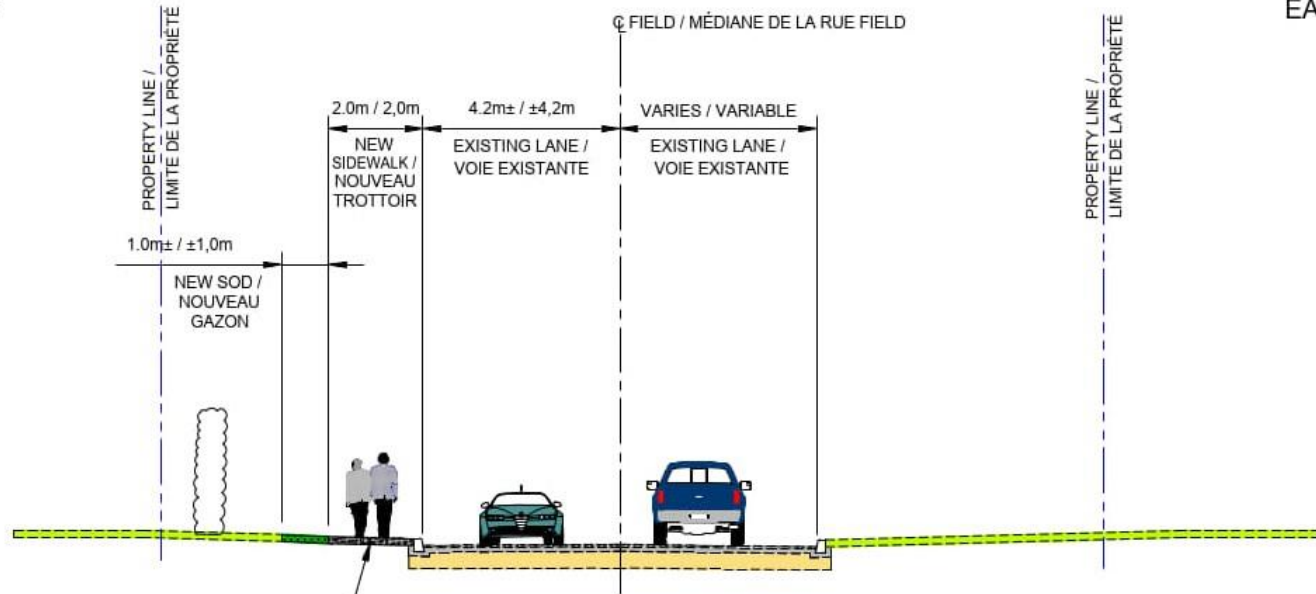 EA
℄ FIELD / MÉDIANE DE LA RUE FIELD
PROPERTY LINE /
LIMITE DE LA PROPRIÉTÉ
2.0m / 2,0m
NEW
SIDEWALK /
NOUVEAU
TROTTOIR
4.2m± / ±4,2m
EXISTING LANE /
VOIE EXISTANTE
VARIES / VARIABLE
EXISTING LANE /
VOIE EXISTANTE
PROPERTY LINE /
LIMITE DE LA PROPRIÉTÉ
1.0m± / ±1,0m
NEW SOD /
NOUVEAU
GAZON